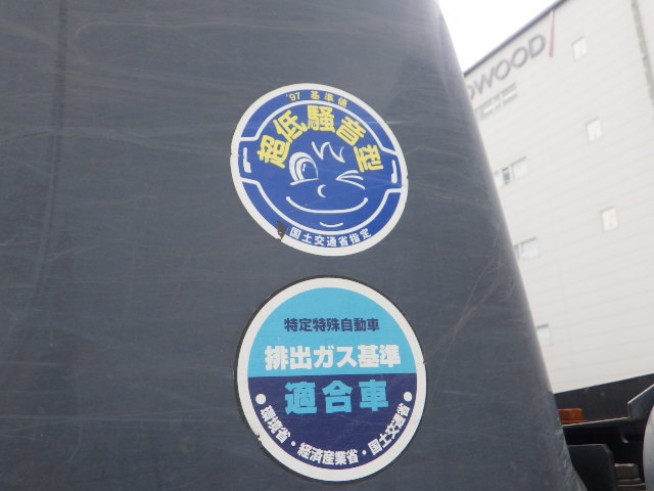 '97 基準値
超低騒音型
国土交通省指定
特定特殊自動車
排出ガス基準
適合車
●環境省・経済産業省・国土交通省●
WOOD